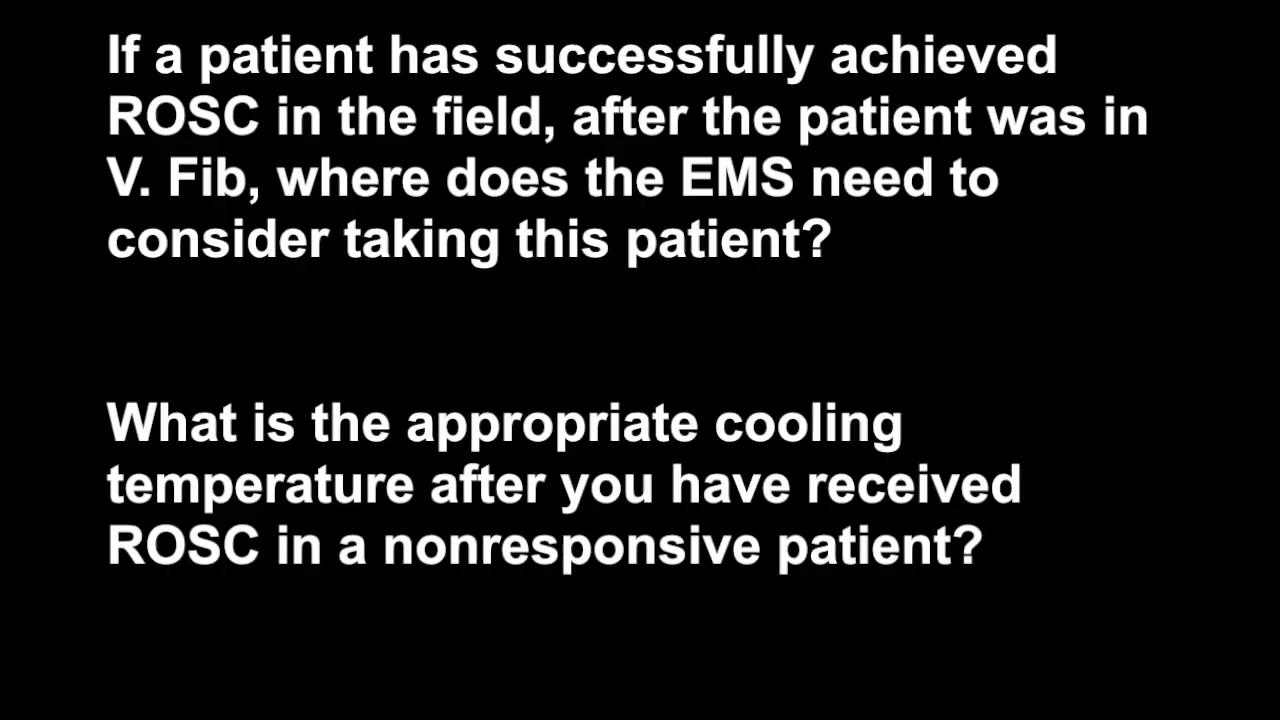 If a patient has successfully achieved
ROSC in the field, after the patient was in
V. Fib, where does the EMS need to
consider taking this patient?
What is the appropriate cooling
temperature after you have received
ROSC in a nonresponsive patient?